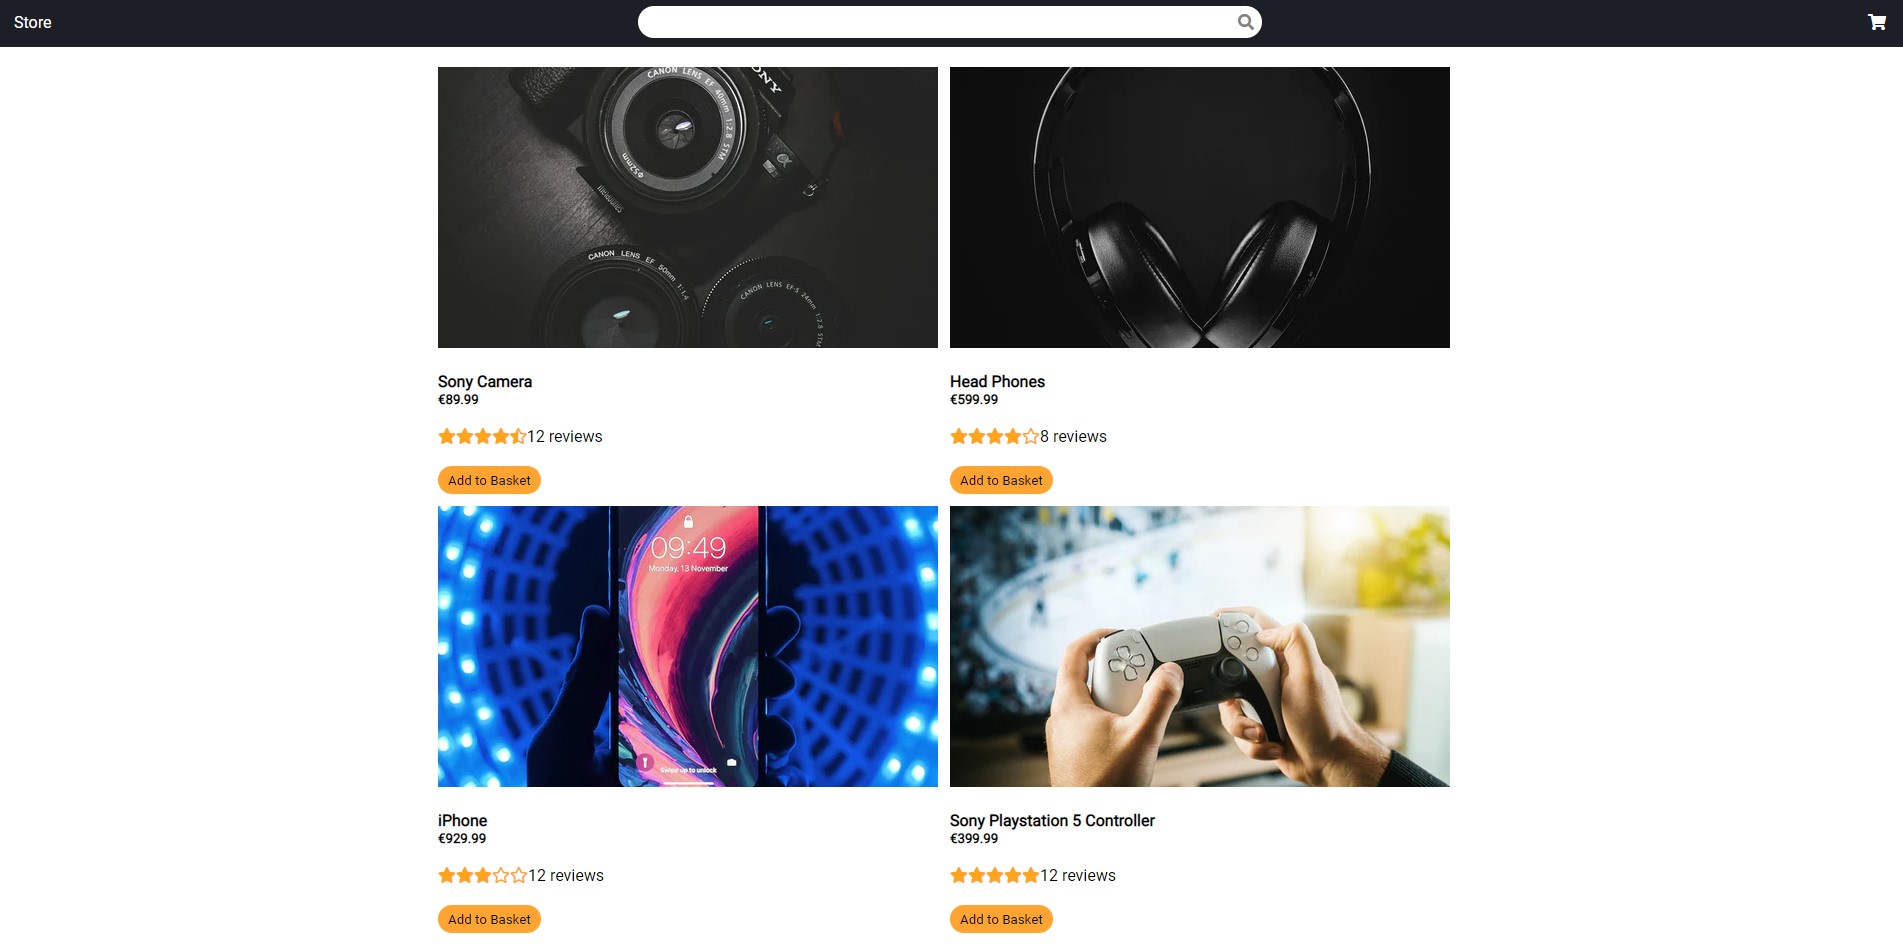 Store
CANON LENS EF 40mm 1:2.8 STM
Φ52mm
SONY
α
CANON LENS EF 50mm 1:1.4
CANON LENS EF-S 24mm 1:2.8 STM
Sony Camera
€89.99
12 reviews
Add to Basket
Head Phones
€599.99
8 reviews
Add to Basket
09:49
Monday, 13 November
Swipe up to unlock
iPhone
€929.99
12 reviews
Add to Basket
Sony Playstation 5 Controller
€399.99
12 reviews
Add to Basket